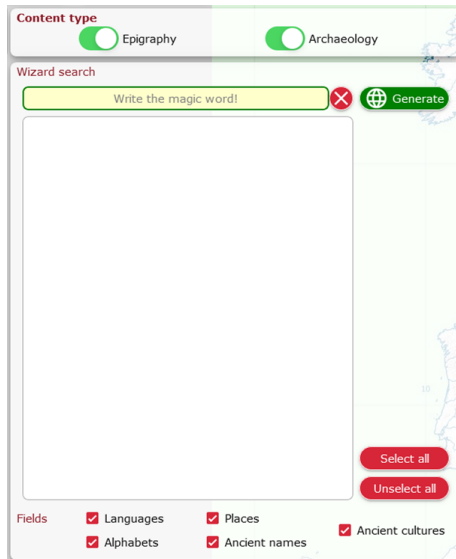 Content type
Epigraphy Archaeology
Wizard search
Write the magic word! Generate
10
Select all
Unselect all
Fields Languages Places Ancient cultures
Alphabets Ancient names